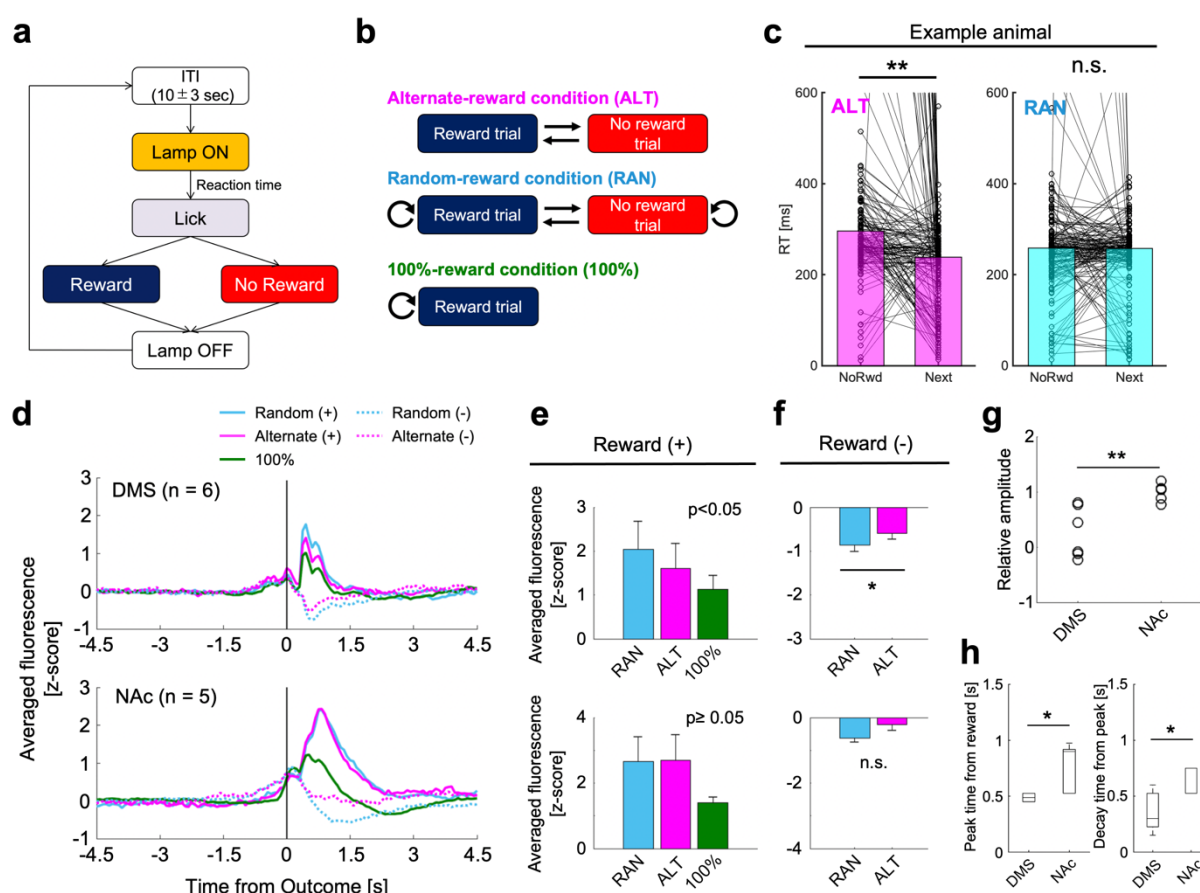 a
ITI
(10±3 sec)
Lamp ON
Reaction time
Lick
Reward
No Reward
Lamp OFF
b
Alternate-reward condition (ALT)
Reward trial
No reward
trial
Random-reward condition (RAN)
Reward trial
No reward
trial
100%-reward condition (100%)
Reward trial
c
Example animal
**
n.s.
600
ALT
400
200
0
RT [ms]
NoRwd
Next
600
RAN
400
200
0
NoRwd
Next
d
Random (+)
Random (-)
Alternate (+)
Alternate (-)
100%
Averaged fluorescence
[z-score]
DMS (n = 6)
3
2
1
0
-1
-4.5
-3
-1.5
0
1.5
3
4.5
NAc (n = 5)
3
2
1
0
-1
-4.5
-3
-1.5
0
1.5
3
4.5
Time from Outcome [s]
e
Reward (+)
Averaged fluorescence
[z-score]
3
2
1
0
p<0.05
RAN
ALT
100%
Averaged fluorescence
[z-score]
6
4
2
0
p≥ 0.05
RAN
ALT
100%
f
Reward (-)
0
-1
-2
-3
*
RAN
ALT
0
-2
-4
n.s.
RAN
ALT
g
Relative amplitude
**
1
0
-1
DMS
NAc
h
Peak time from reward [s]
1.5
1
0.5
0
*
DMS
NAc
Decay time from peak [s]
1.5
1
0.5
0
*
DMS
NAc